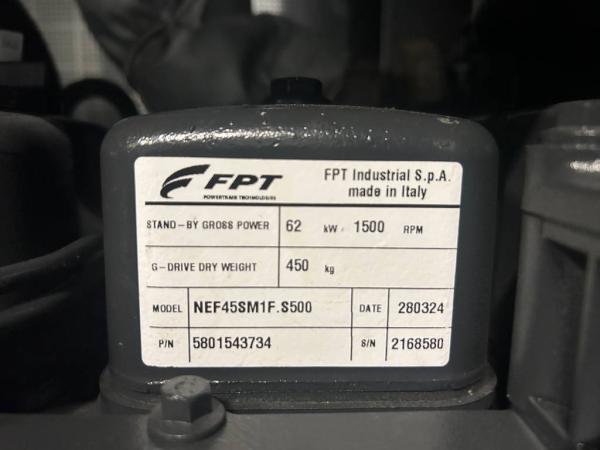 FPT
POWERTRAIN TECHNOLOGIES
FPT Industrial S.p.A.
made in Italy
STAND-BY GROSS POWER 62 kW 1500 RPM
G-DRIVE DRY WEIGHT 450 kg
MODEL NEF45SM1F.S500 DATE 280324
P/N 5801543734 S/N 2168580